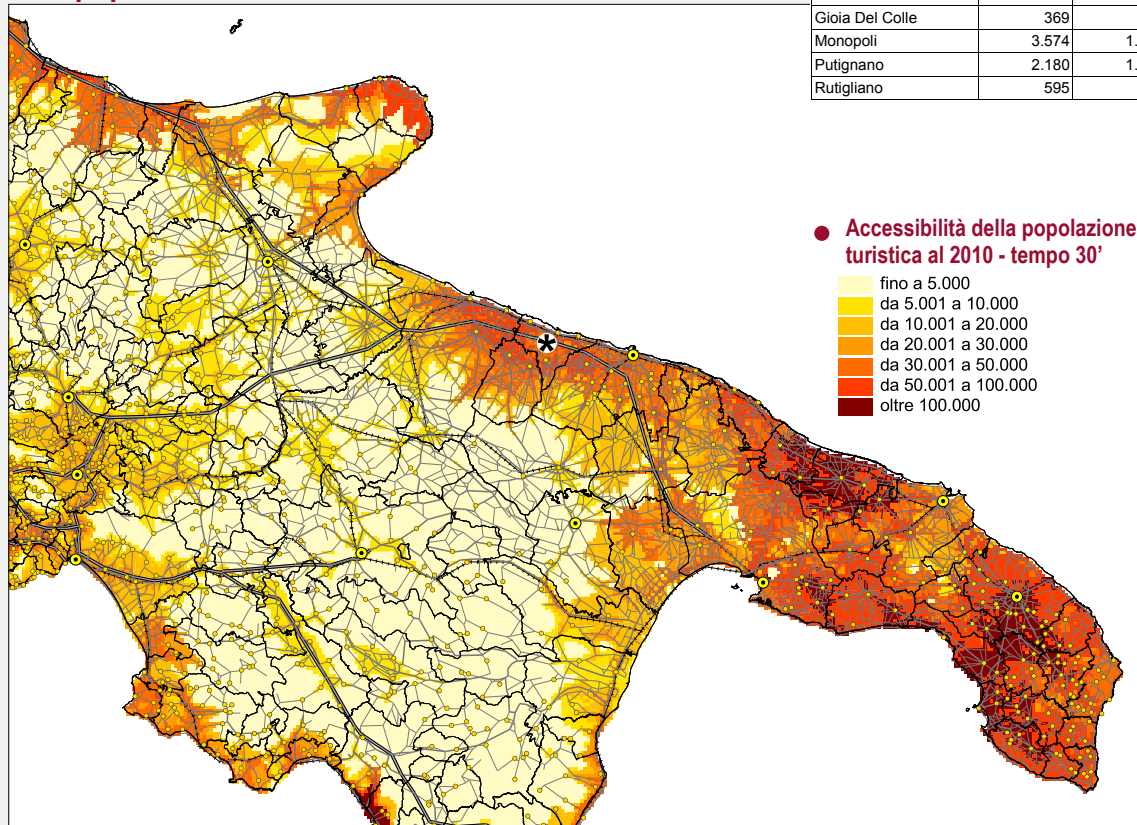 Gioia Del Colle 369
Monopoli 3.574 1.
Putignano 2.180 1.
Rutigliano 595
Accessibilità della popolazione
turistica al 2010 - tempo 30’
fino a 5.000
da 5.001 a 10.000
da 10.001 a 20.000
da 20.001 a 30.000
da 30.001 a 50.000
da 50.001 a 100.000
oltre 100.000